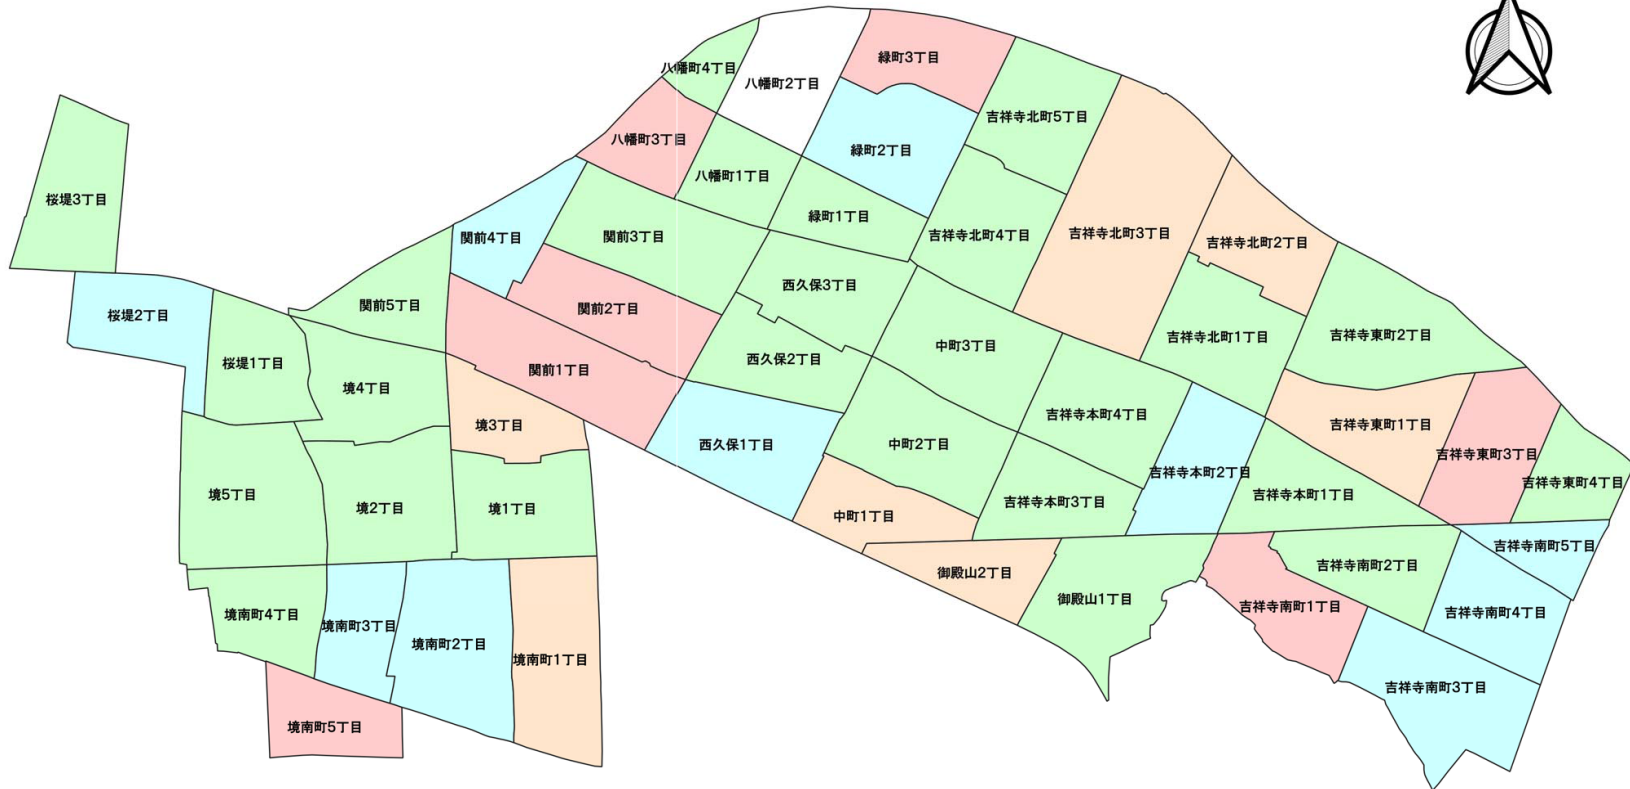 緑町3丁目
八幡町4丁目
八幡町2丁目
吉祥寺北町5丁目
八幡町3丁目
緑町2丁目
八幡町1丁目
桜堤3丁目
緑町1丁目
吉祥寺北町3丁目
吉祥寺北町4丁目
関前3丁目
関前4丁目
吉祥寺北町2丁目
西久保3丁目
関前5丁目
関前2丁目
桜堤2丁目
吉祥寺東町2丁目
吉祥寺北町1丁目
中町3丁目
西久保2丁目
桜堤1丁目
関前1丁目
境4丁目
吉祥寺本町4丁目
境3丁目
吉祥寺東町1丁目
西久保1丁目
中町2丁目
吉祥寺東町3丁目
吉祥寺本町2丁目
吉祥寺東町4丁目
境5丁目
吉祥寺本町1丁目
吉祥寺本町3丁目
境2丁目
境1丁目
中町1丁目
吉祥寺南町5丁目
吉祥寺南町2丁目
御殿山2丁目
御殿山1丁目
吉祥寺南町1丁目
吉祥寺南町4丁目
境南町4丁目
境南町3丁目
境南町2丁目
境南町1丁目
吉祥寺南町3丁目
境南町5丁目